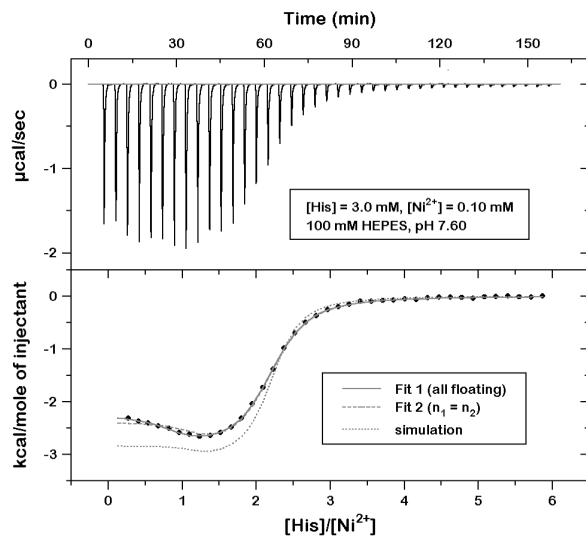 Time (min)
0 30 60 90 120 150
0
-1
-2
µcal/sec
[His] = 3.0 mM, [Ni²⁺] = 0.10 mM
100 mM HEPES, pH 7.60
0
-1
-2
-3
kcal/mole of injectant
Fit 1 (all floating)
Fit 2 (n₁ = n₂)
simulation
0 1 2 3 4 5 6
[His]/[Ni²⁺]